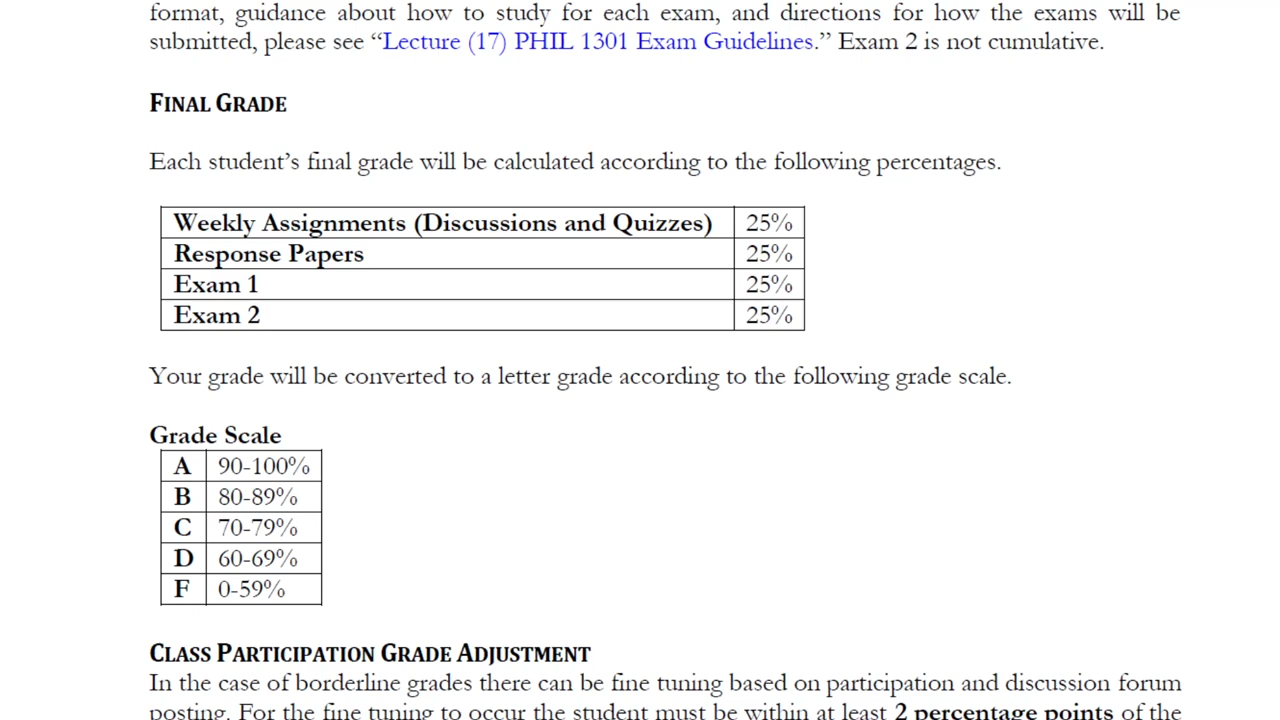 format, guidance about how to study for each exam, and directions for how the exams will be
submitted, please see “Lecture (17) PHIL 1301 Exam Guidelines.” Exam 2 is not cumulative.
FINAL GRADE
Each student’s final grade will be calculated according to the following percentages.
Weekly Assignments (Discussions and Quizzes) 25%
Response Papers 25%
Exam 1 25%
Exam 2 25%
Your grade will be converted to a letter grade according to the following grade scale.
Grade Scale
A 90-100%
B 80-89%
C 70-79%
D 60-69%
F 0-59%
CLASS PARTICIPATION GRADE ADJUSTMENT
In the case of borderline grades there can be fine tuning based on participation and discussion forum
posting. For the fine tuning to occur the student must be within at least 2 percentage points of the